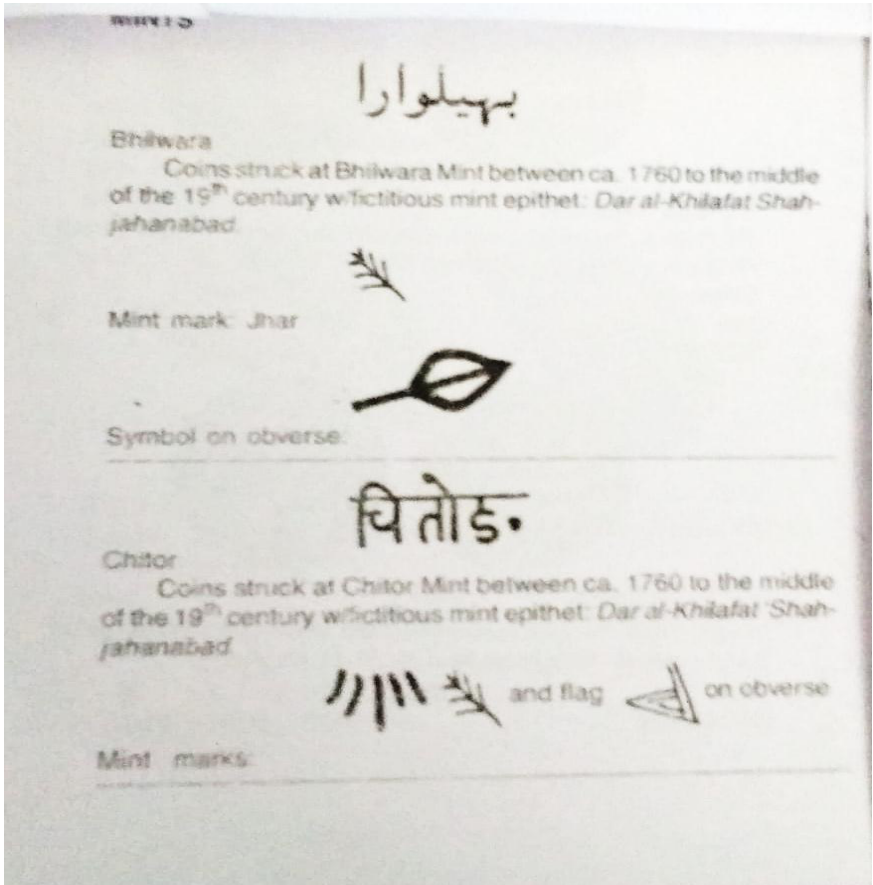 MINTS
بهيلوارا
Bhilwara
Coins struck at Bhilwara Mint between ca. 1760 to the middle
of the 19th century w/fictitious mint epithet: Dar al-Khilafat Shah-
jahanabad.
Mint mark: Jhar
Symbol on obverse:
चितोड.
Chitor
Coins struck at Chitor Mint between ca. 1760 to the middle
of the 19th century w/fictitious mint epithet: Dar al-Khilafat Shah-
jahanabad.
and flag on obverse
Mint marks: